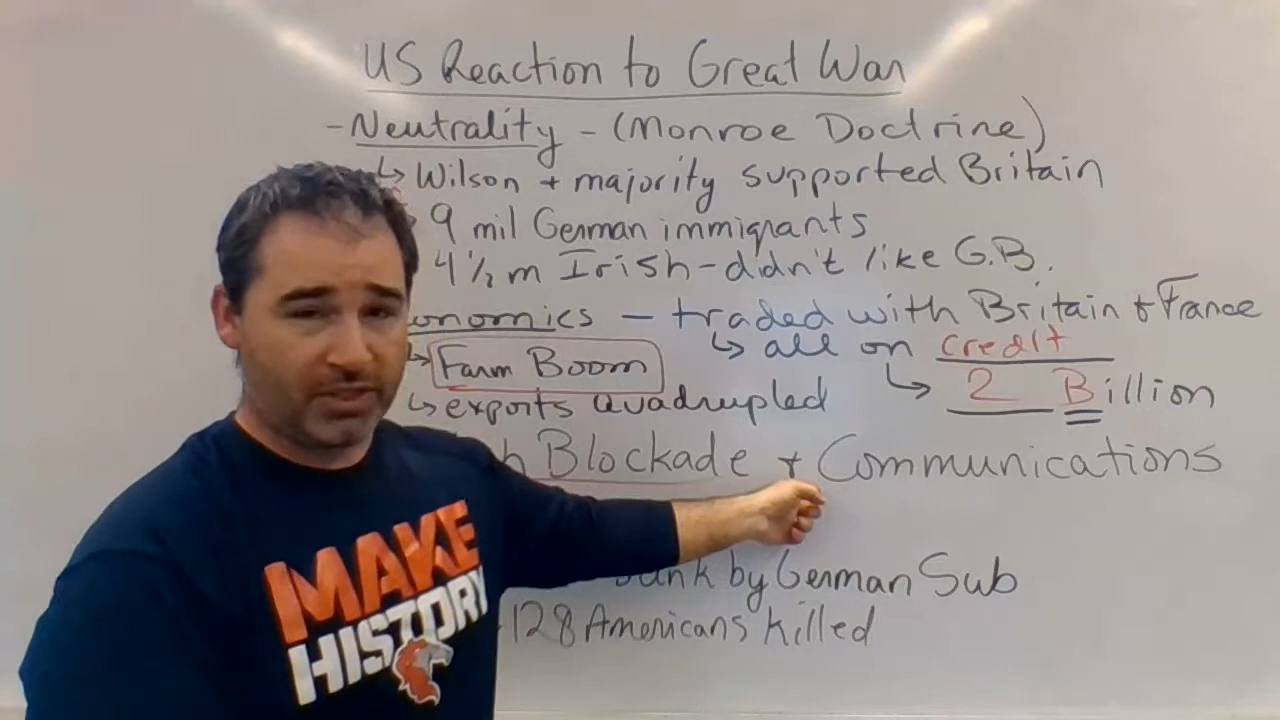 US Reaction to Great War
- Neutrality - (Monroe Doctrine)
↳ Wilson + majority supported Britain
9 mil German immigrants
4 1/2 m Irish - didn't like G.B.
onomics - traded with Britain & France
↳ all on credit
↳ Farm Boom
↳ 2 Billion
↳ exports quadrupled
h Blockade + Communications
Sunk by German Sub
- 128 Americans killed
MAKE
HISTORY